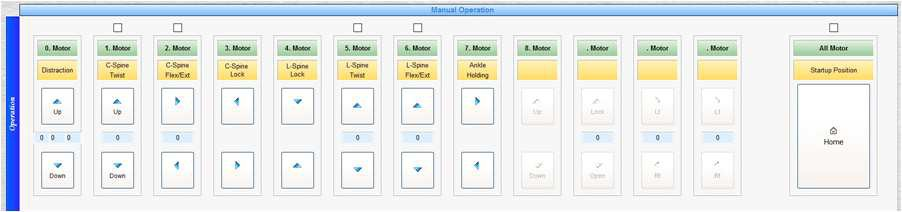 Manual Operation
Operation
0. Motor 1. Motor 2. Motor 3. Motor 4. Motor 5. Motor 6. Motor 7. Motor 8. Motor . Motor . Motor . Motor All Motor
Distraction C-Spine Twist C-Spine Flex/Ext C-Spine Lock L-Spine Lock L-Spine Twist L-Spine Flex/Ext Ankle Holding Startup Position
Up Up Up Lock Lt Lt
0 0 0 0 0 0 0 0 0 0
Home
Down Down Down Open Rt Rt